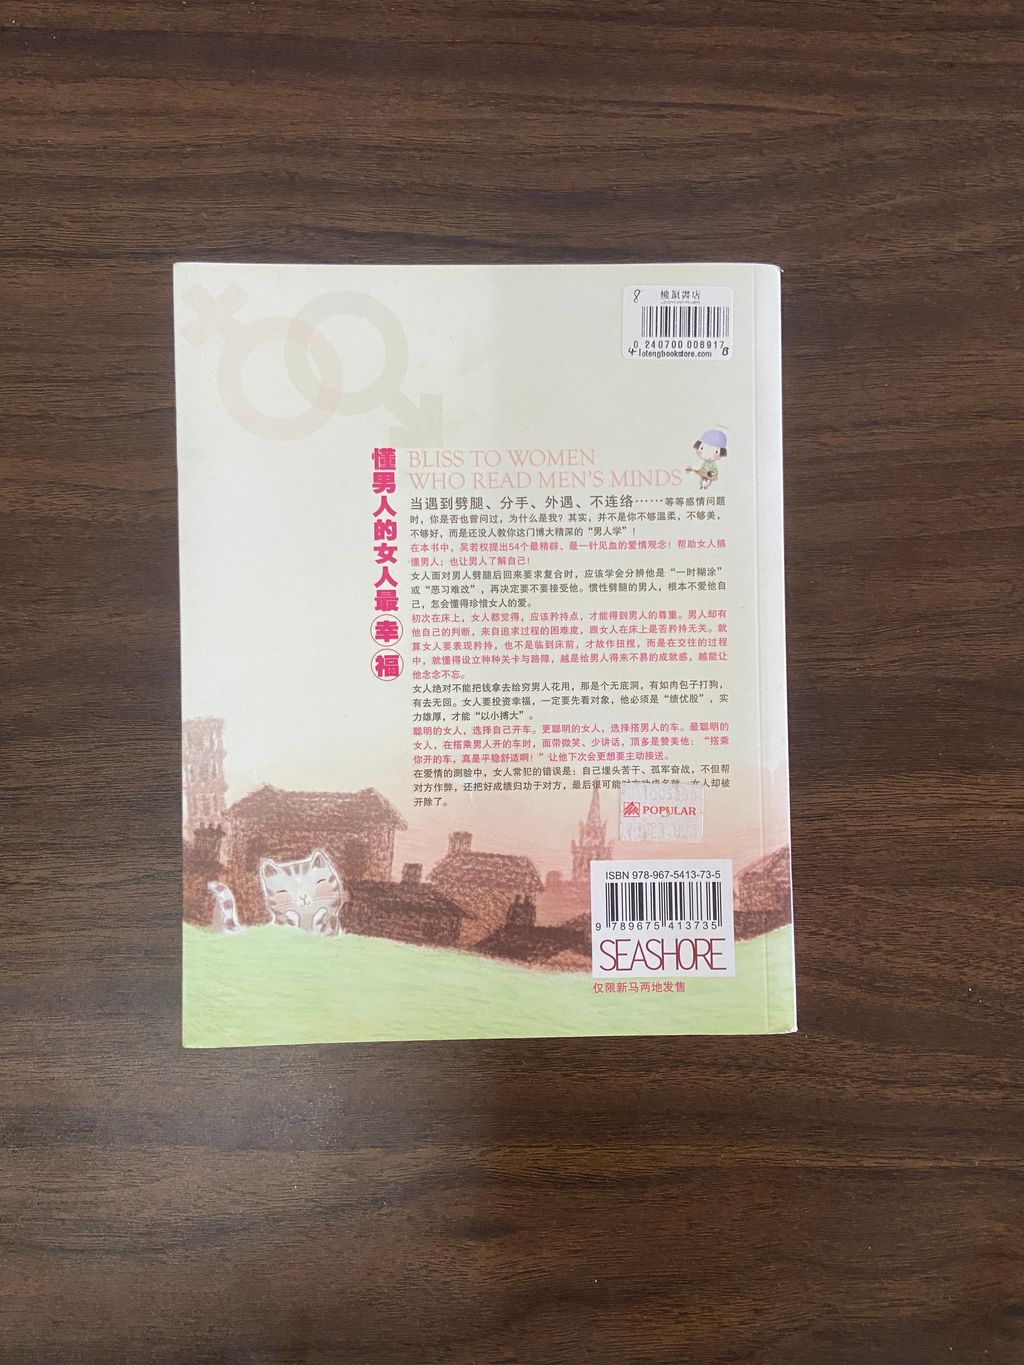 8
楼氹書店
0 240700 008917
4 lotengbookstore.com B
懂男人的女人最幸福
BLISS TO WOMEN
WHO READ MEN'S MINDS
当遇到劈腿、分手、外遇、不连络……等等感情问题
时，你是否也曾问过，为什么是我？其实，并不是你不够温柔，不够美，
不够好，而是还没人教你这门博大精深的“男人学”！
在本书中，吴若权提出54个最精辟、最一针见血的爱情观念！帮助女人搞
懂男人；也让男人了解自己！
女人面对男人劈腿后回来要求复合时，应该学会分辨他是“一时糊涂”
或“恶习难改”，再决定要不要接受他。惯性劈腿的男人，根本不爱他自
己，怎会懂得珍惜女人的爱。
初次在床上，女人都觉得，应该矜持点，才能得到男人的尊重。男人却有
他自己的判断，来自追求过程的困难度，跟女人在床上是否矜持无关。就
算女人要表现矜持，也不是临到床前，才故作扭捏，而是在交往的过程
中，就懂得设立种种关卡与路障，越是给男人得来不易的成就感，越能让
他念念不忘。
女人绝对不能把钱拿去给穷男人花用，那是个无底洞，有如肉包子打狗，
有去无回。女人要投资幸福，一定要先看对象，他必须是“绩优股”，实
力雄厚，才能“以小博大”。
聪明的女人，选择自己开车。更聪明的女人，选择搭男人的车。最聪明的
女人，在搭乘男人开的车时，面带微笑、少讲话，顶多是赞美他：“搭乘
你开的车，真是平稳舒适啊！”让他下次会更想要主动接送。
在爱情的测验中，女人常犯的错误是：自己埋头苦干、孤军奋战，不但帮
对方作弊，还把好成绩归功于对方，最后很可能对方功成名就，女人却被
开除了。
POPULAR
ISBN 978-967-5413-73-5
9 789675 413735
SEASHORE
仅限新马两地发售